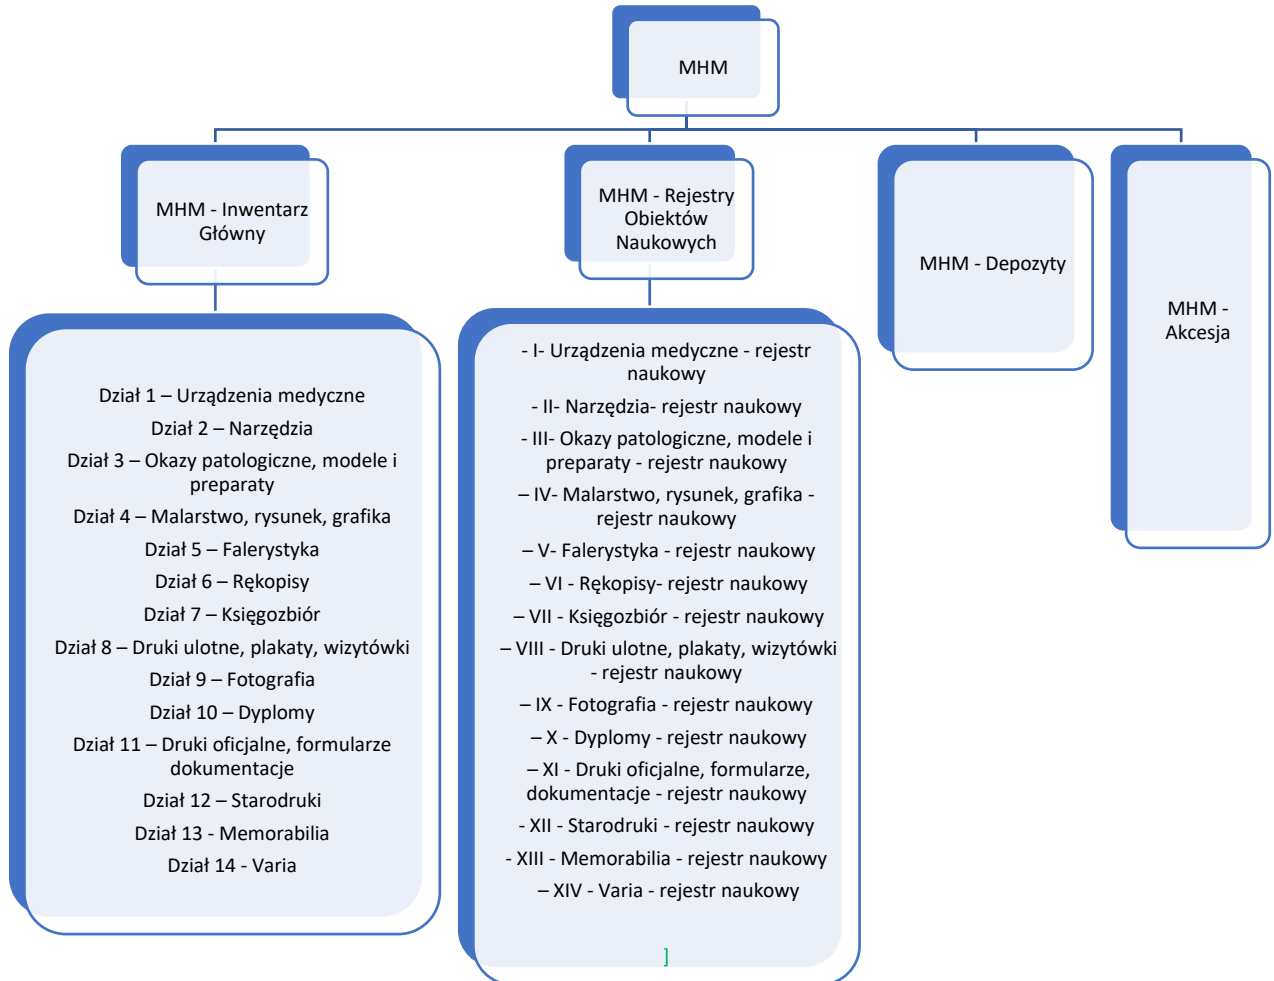 MHM
MHM - Inwentarz
Główny
MHM - Rejestry
Obiektów
Naukowych
MHM - Depozyty
MHM -
Akcesja
Dział 1 – Urządzenia medyczne
Dział 2 – Narzędzia
Dział 3 – Okazy patologiczne, modele i
preparaty
Dział 4 – Malarstwo, rysunek, grafika
Dział 5 – Falerystyka
Dział 6 – Rękopisy
Dział 7 – Księgozbiór
Dział 8 – Druki ulotne, plakaty, wizytówki
Dział 9 – Fotografia
Dział 10 – Dyplomy
Dział 11 – Druki oficjalne, formularze
dokumentacje
Dział 12 – Starodruki
Dział 13 - Memorabilia
Dział 14 - Varia
- I- Urządzenia medyczne - rejestr
naukowy
- II- Narzędzia- rejestr naukowy
- III- Okazy patologiczne, modele i
preparaty - rejestr naukowy
– IV- Malarstwo, rysunek, grafika -
rejestr naukowy
– V- Falerystyka - rejestr naukowy
– VI - Rękopisy- rejestr naukowy
– VII - Księgozbiór - rejestr naukowy
– VIII - Druki ulotne, plakaty, wizytówki
- rejestr naukowy
– IX - Fotografia - rejestr naukowy
– X - Dyplomy - rejestr naukowy
– XI - Druki oficjalne, formularze,
dokumentacje - rejestr naukowy
- XII - Starodruki - rejestr naukowy
- XIII - Memorabilia - rejestr naukowy
– XIV - Varia - rejestr naukowy
]